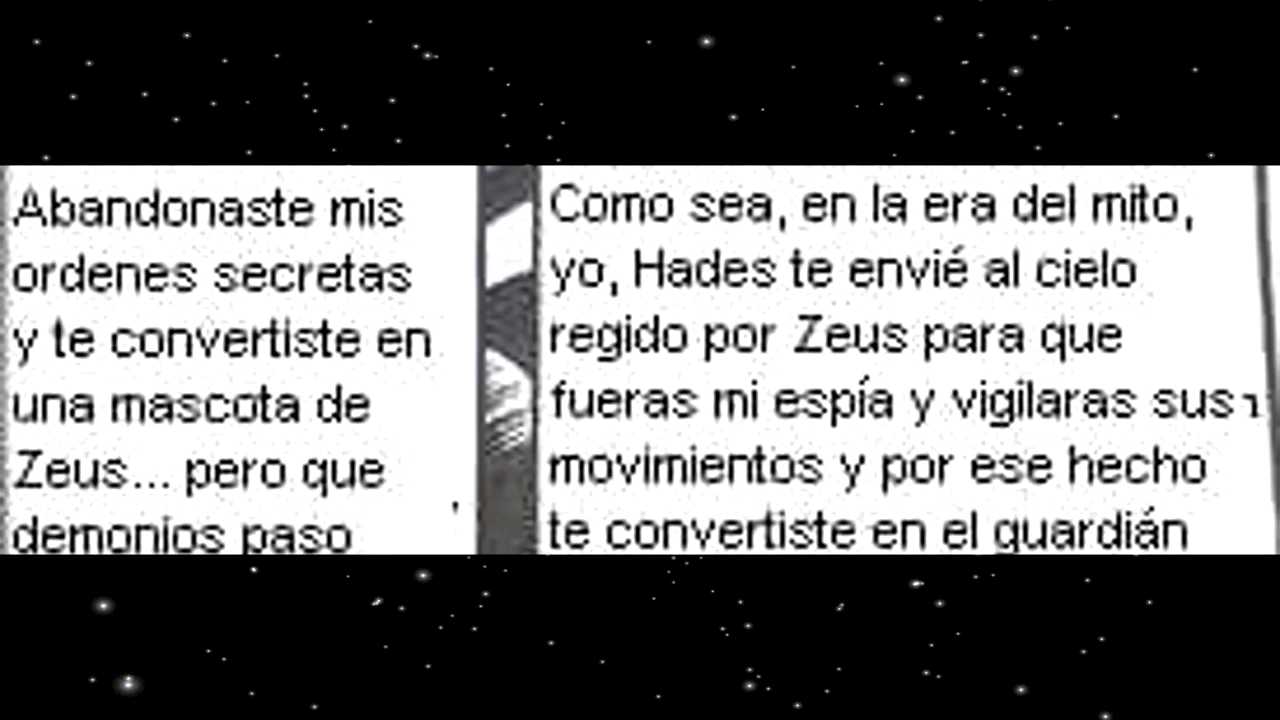 Abandonaste mis
ordenes secretas
y te convertiste en
una mascota de
Zeus... pero que
demonios paso
Como sea, en la era del mito,
yo, Hades te envié al cielo
regido por Zeus para que
fueras mi espía y vigilaras sus
movimientos y por ese hecho
te convertiste en el guardián